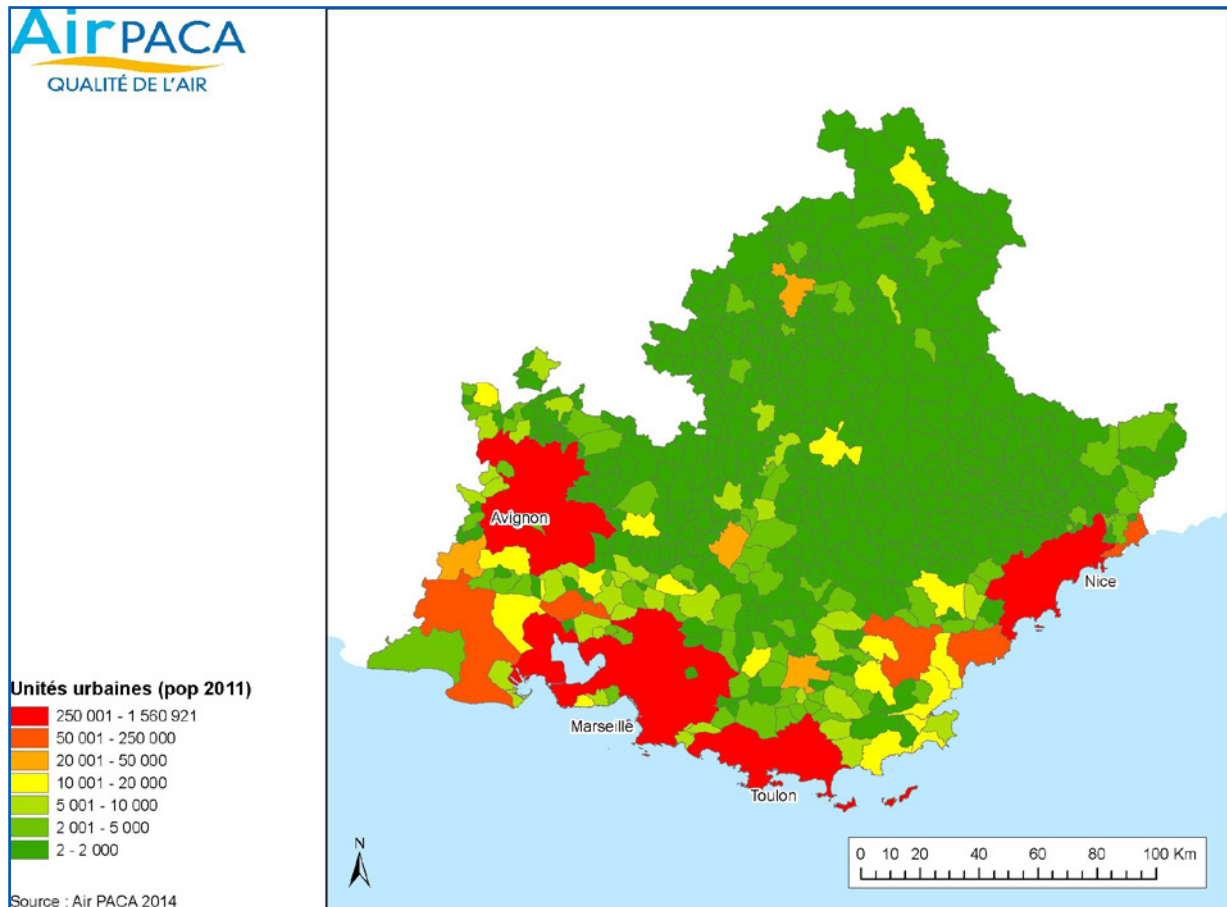 AirPACA
QUALITÉ DE L'AIR
Avignon
Nice
Marseille
Toulon
Unités urbaines (pop 2011)
250 001 - 1 560 921
50 001 - 250 000
20 001 - 50 000
10 001 - 20 000
5 001 - 10 000
2 001 - 5 000
2 - 2 000
Source : Air PACA 2014
N
0 10 20 40 60 80 100 Km